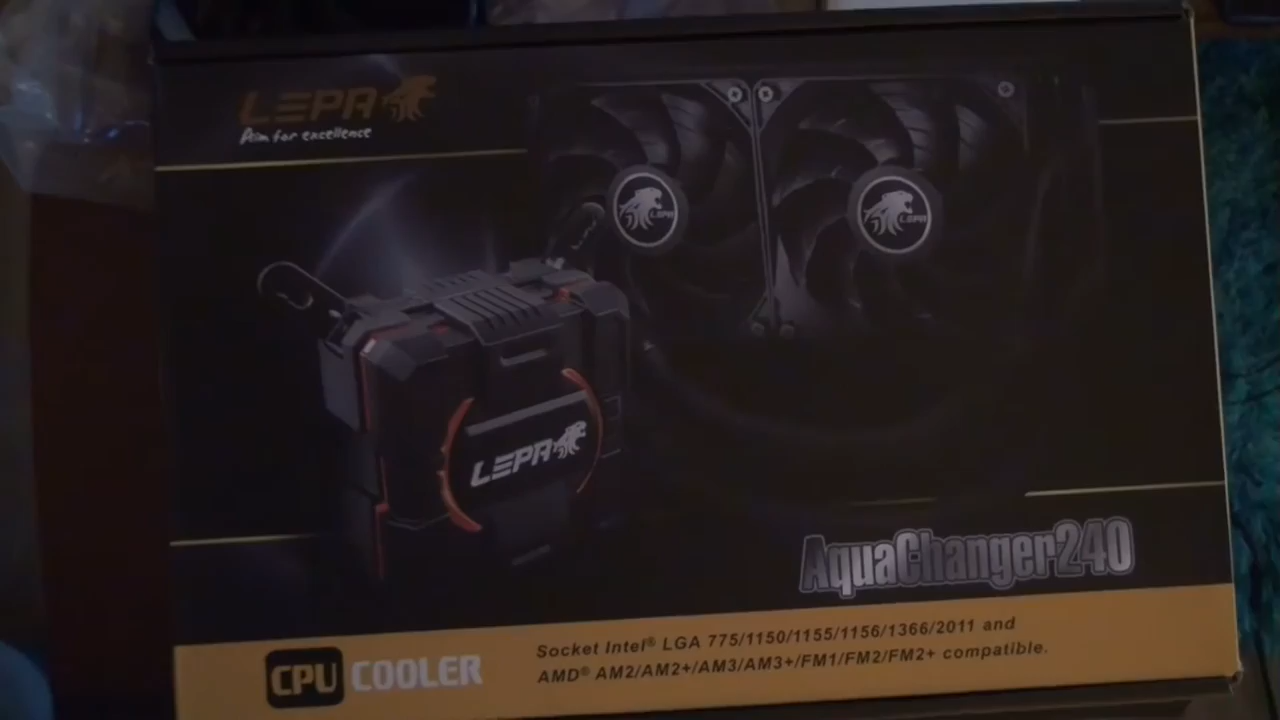 LEPA
Aim for excellence
LEPA
LEPA
LEPA
AquaChanger240
CPU COOLER
Socket Intel® LGA 775/1150/1155/1156/1366/2011 and
AMD® AM2/AM2+/AM3/AM3+/FM1/FM2/FM2+ compatible.